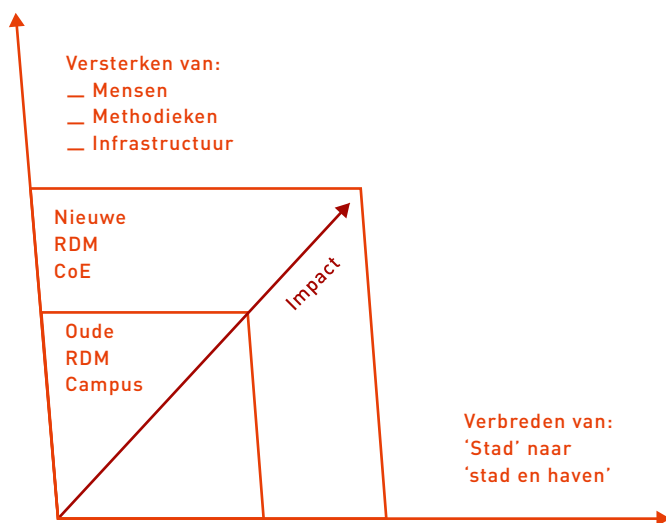 Versterken van:
_ Mensen
_ Methodieken
_ Infrastructuur
Nieuwe
RDM
CoE
Impact
Oude
RDM
Campus
Verbreden van:
‘Stad’ naar
‘stad en haven’